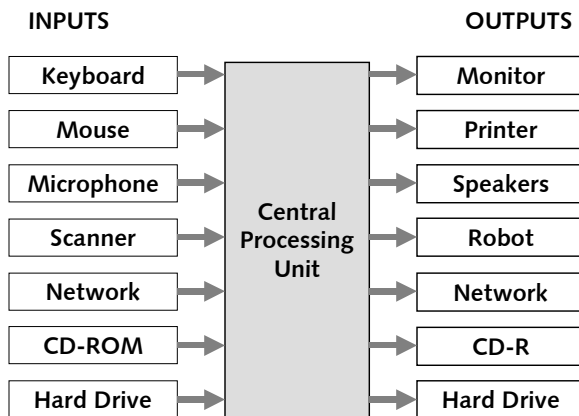 INPUTS
OUTPUTS
Keyboard
Monitor
Mouse
Printer
Microphone
Speakers
Scanner
Central
Processing
Unit
Robot
Network
Network
CD-ROM
CD-R
Hard Drive
Hard Drive